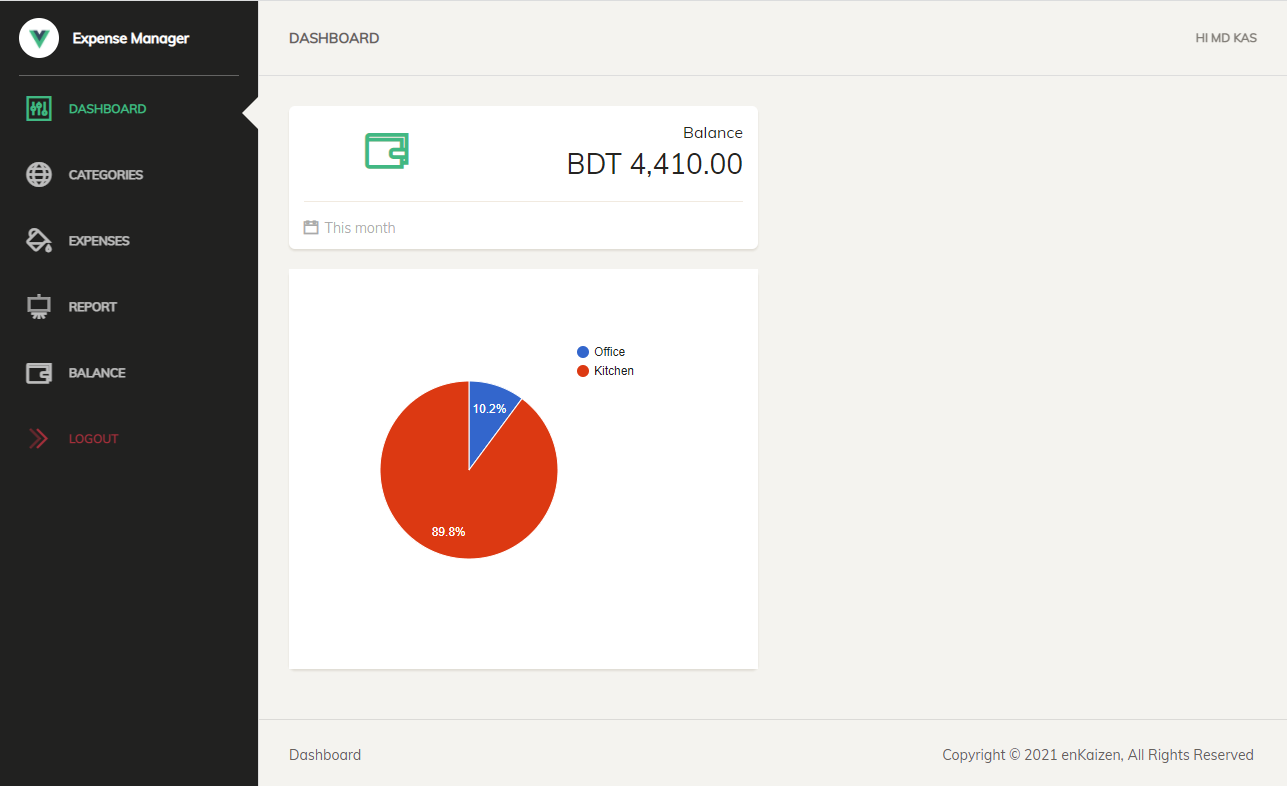 Expense Manager
DASHBOARD
CATEGORIES
EXPENSES
REPORT
BALANCE
LOGOUT
DASHBOARD
HI MD KAS
Balance
BDT 4,410.00
This month
Office
Kitchen
10.2%
89.8%
Dashboard
Copyright © 2021 enKaizen, All Rights Reserved